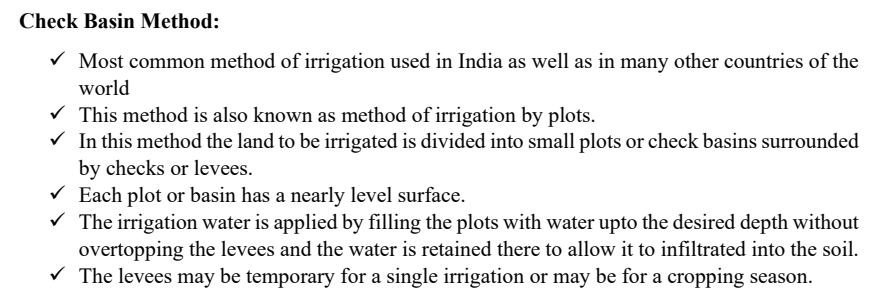 Check Basin Method:
✓ Most common method of irrigation used in India as well as in many other countries of the
world
✓ This method is also known as method of irrigation by plots.
✓ In this method the land to be irrigated is divided into small plots or check basins surrounded
by checks or levees.
✓ Each plot or basin has a nearly level surface.
✓ The irrigation water is applied by filling the plots with water upto the desired depth without
overtopping the levees and the water is retained there to allow it to infiltrated into the soil.
✓ The levees may be temporary for a single irrigation or may be for a cropping season.